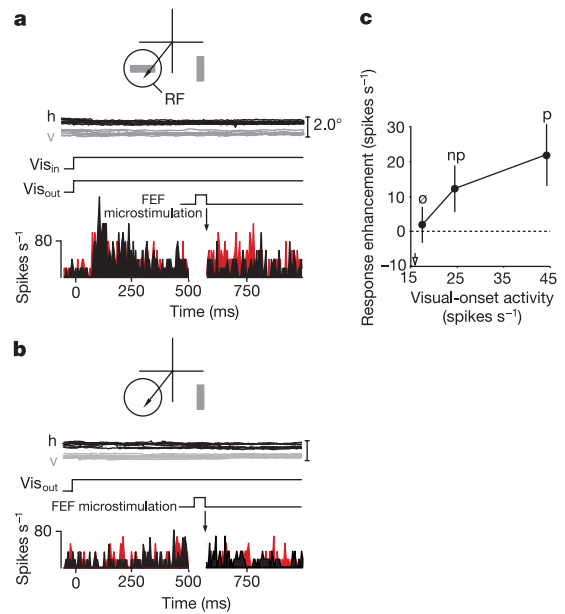 a
RF
h
v
2.0°
Vis_in
Vis_out
FEF
microstimulation
Spikes s⁻¹
80
0
250
500
750
Time (ms)
b
h
v
Vis_out
FEF microstimulation
Spikes s⁻¹
80
0
250
500
750
Time (ms)
c
Response enhancement (spikes s⁻¹)
30
20
10
0
−10
ø
np
p
15
25
35
45
Visual-onset activity
(spikes s⁻¹)